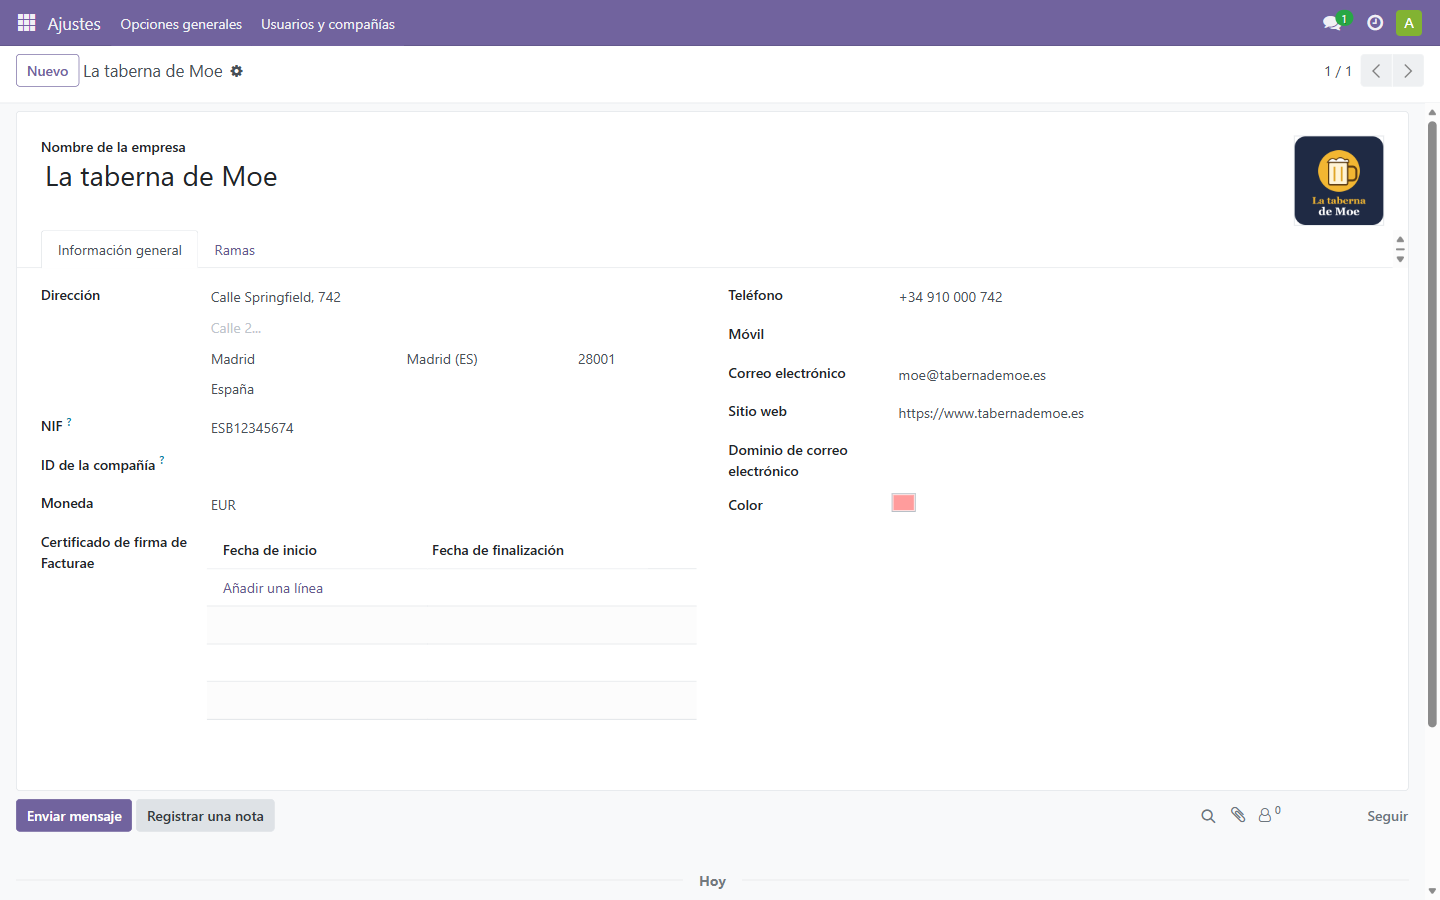 Ajustes Opciones generales Usuarios y compañías 1 A
Nuevo La taberna de Moe 1 / 1
Nombre de la empresa
La taberna de Moe
La taberna
de Moe
Información general Ramas
Dirección Calle Springfield, 742
Calle 2...
Madrid Madrid (ES) 28001
España
NIF ? ESB12345674
ID de la compañía ?
Moneda EUR
Certificado de firma de
Facturae
Fecha de inicio Fecha de finalización
Añadir una línea
Teléfono +34 910 000 742
Móvil
Correo electrónico moe@tabernademoe.es
Sitio web https://www.tabernademoe.es
Dominio de correo
electrónico
Color
Enviar mensaje Registrar una nota 0 Seguir
Hoy